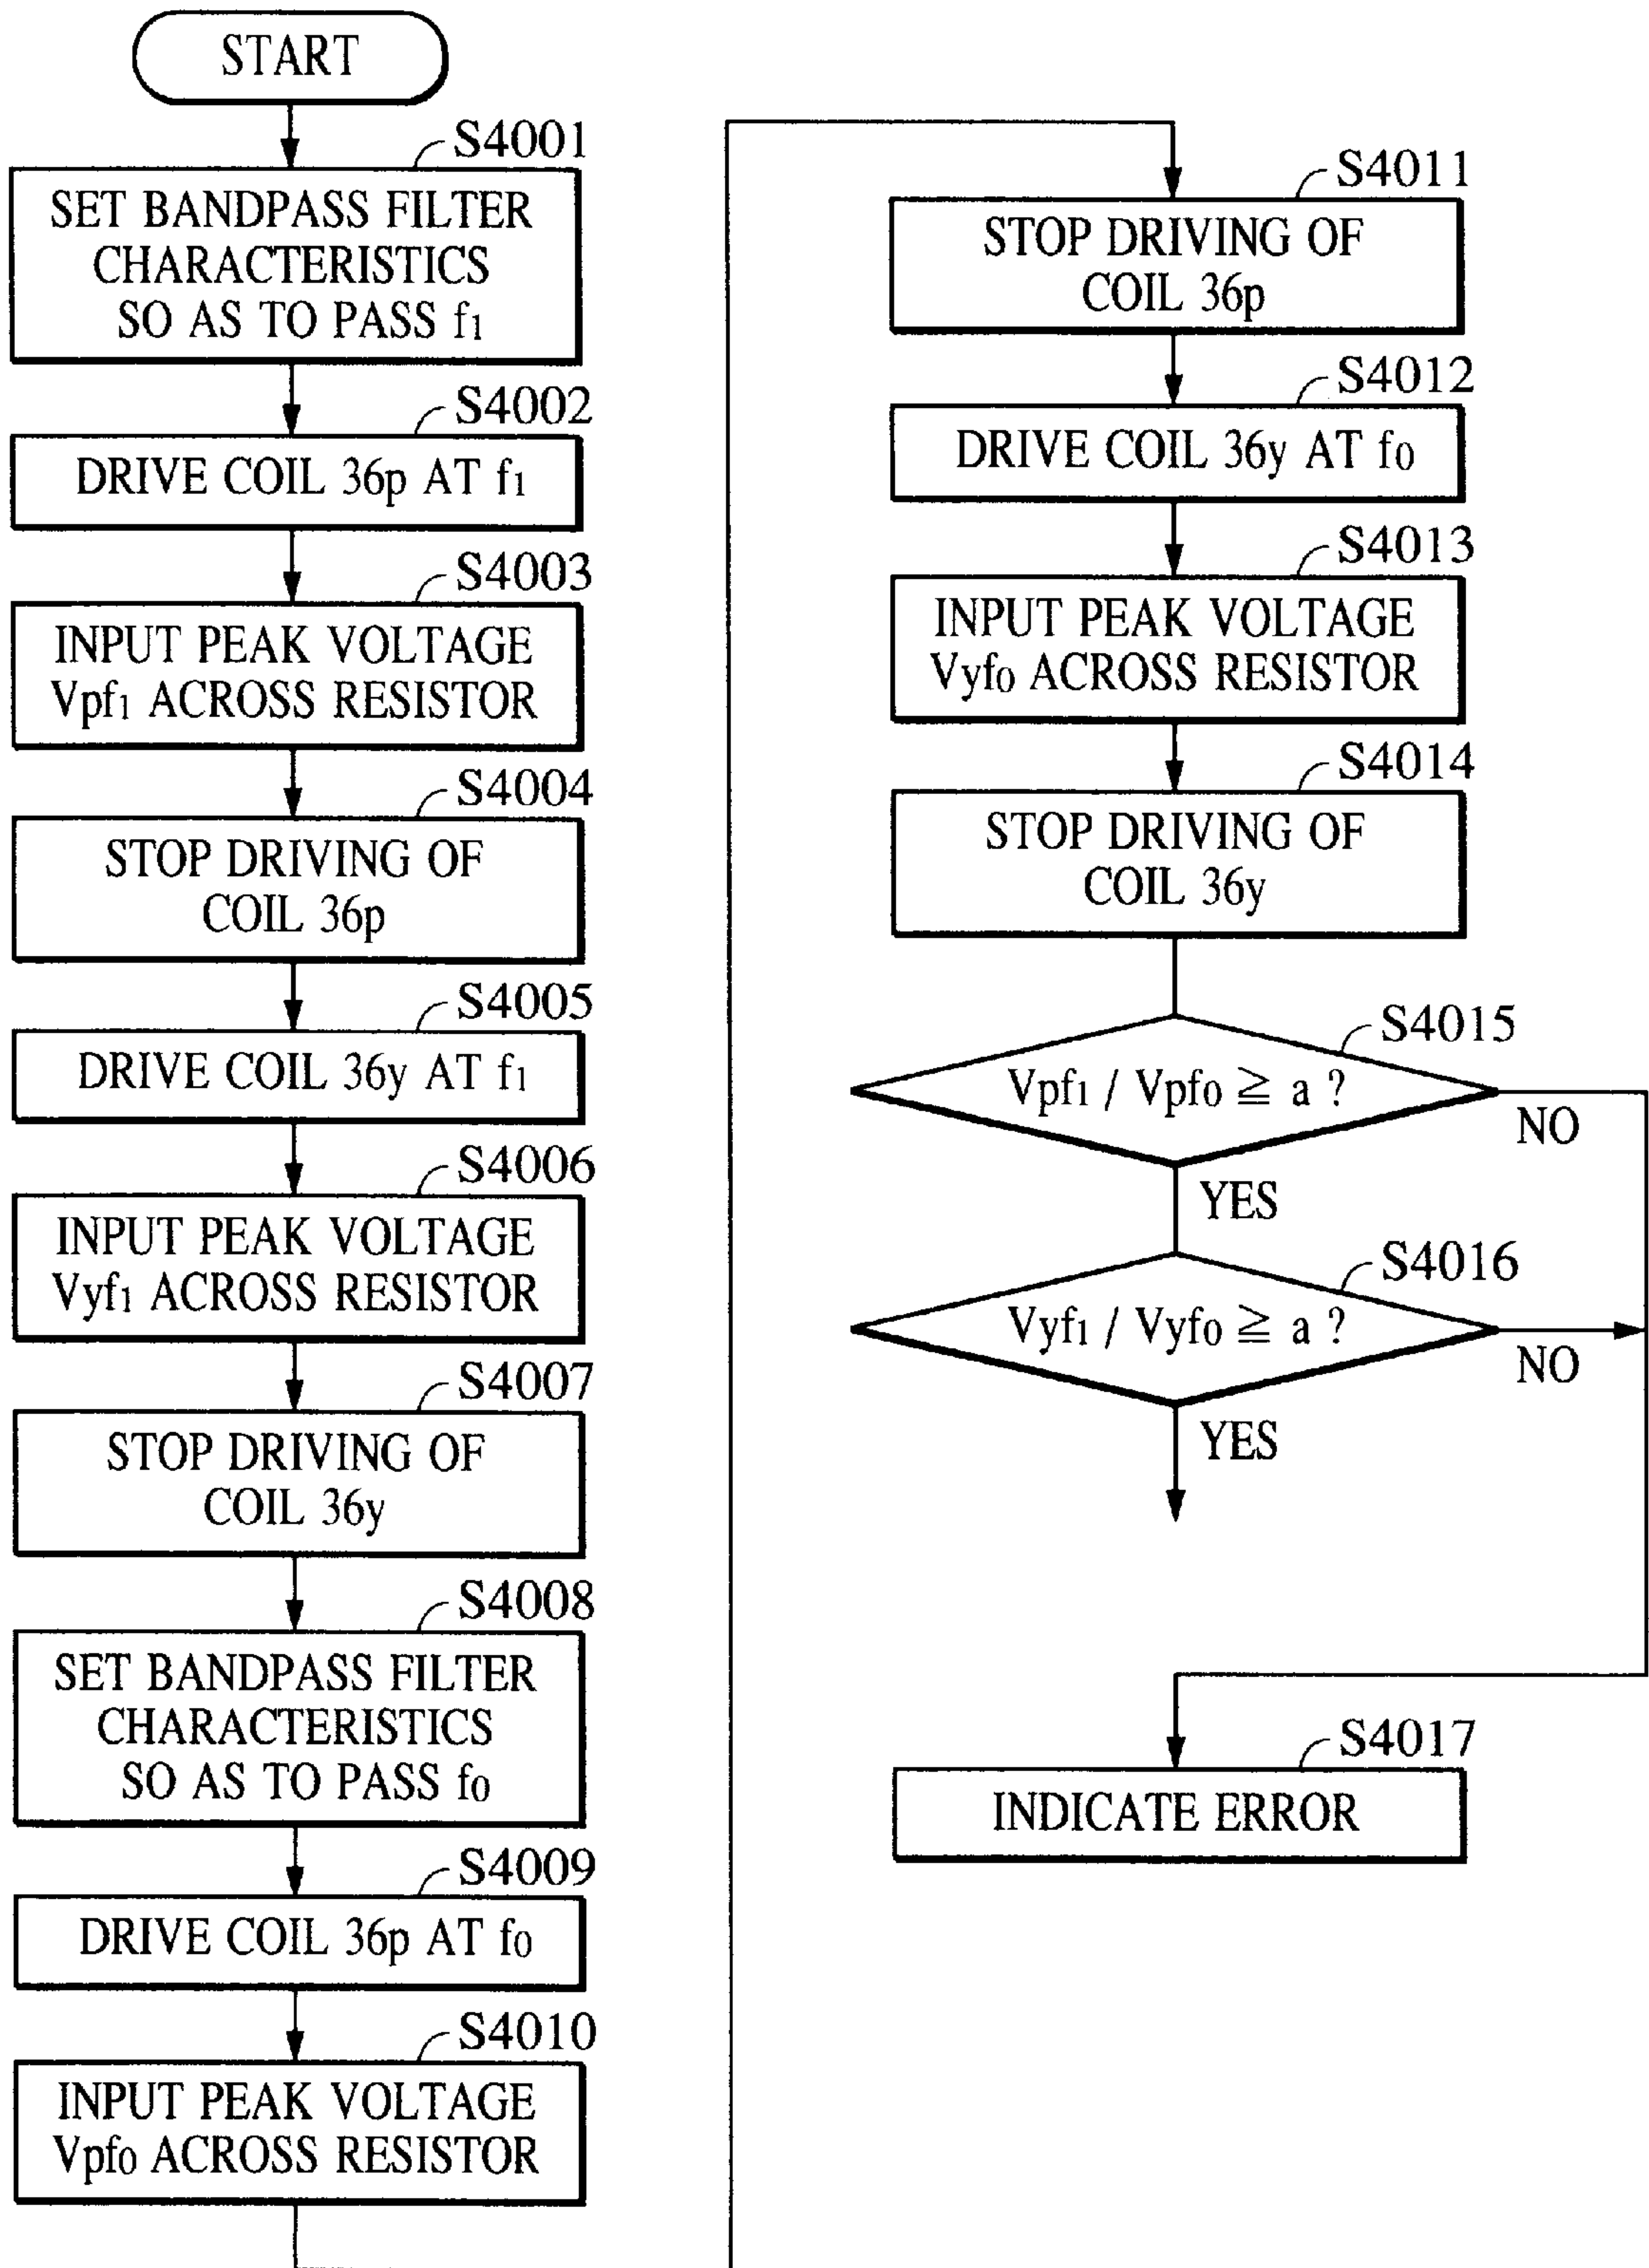 START
S4001
SET BANDPASS FILTER
CHARACTERISTICS
SO AS TO PASS f1
S4002
DRIVE COIL 36p AT f1
S4003
INPUT PEAK VOLTAGE
Vpf1 ACROSS RESISTOR
S4004
STOP DRIVING OF
COIL 36p
S4005
DRIVE COIL 36y AT f1
S4006
INPUT PEAK VOLTAGE
Vyf1 ACROSS RESISTOR
S4007
STOP DRIVING OF
COIL 36y
S4008
SET BANDPASS FILTER
CHARACTERISTICS
SO AS TO PASS f0
S4009
DRIVE COIL 36p AT f0
S4010
INPUT PEAK VOLTAGE
Vpf0 ACROSS RESISTOR
S4011
STOP DRIVING OF
COIL 36p
S4012
DRIVE COIL 36y AT f0
S4013
INPUT PEAK VOLTAGE
Vyf0 ACROSS RESISTOR
S4014
STOP DRIVING OF
COIL 36y
S4015
Vpf1 / Vpf0 ≧ a ?
NO
YES
S4016
Vyf1 / Vyf0 ≧ a ?
NO
YES
S4017
INDICATE ERROR